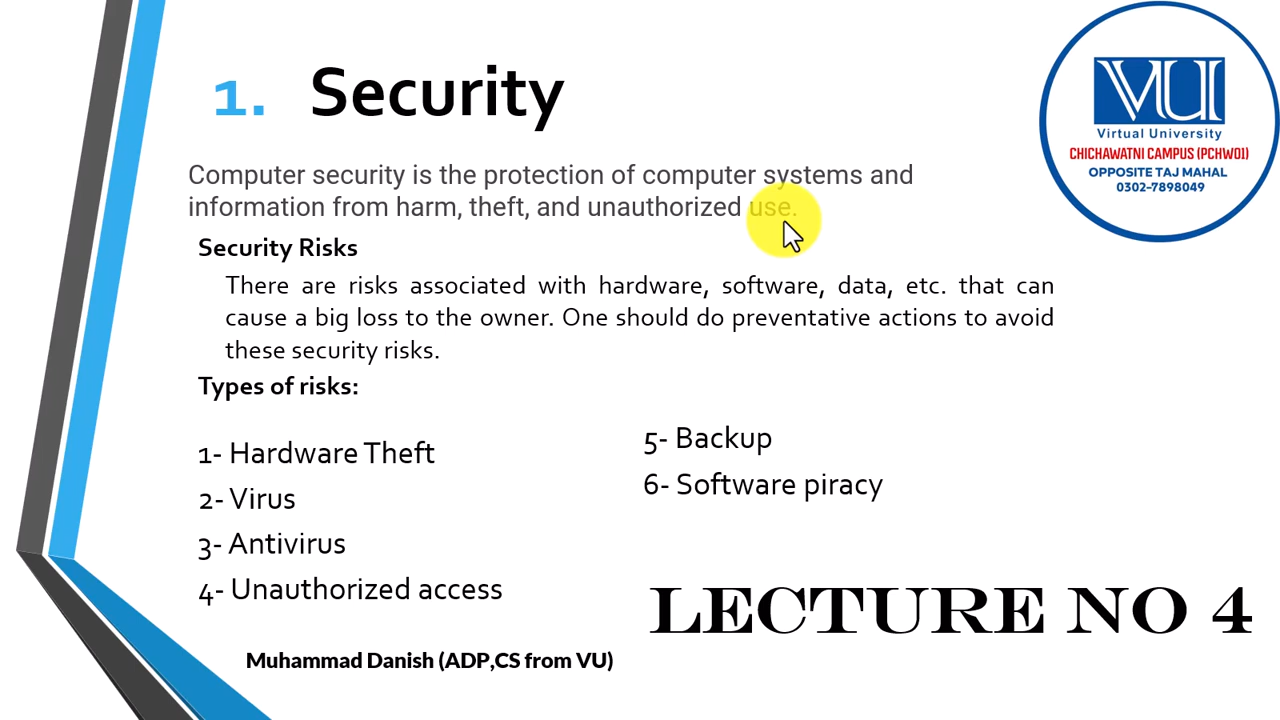 1. Security
VU
Virtual University
CHICHAWATNI CAMPUS (PCHW01)
OPPOSITE TAJ MAHAL
0302-7898049
Computer security is the protection of computer systems and
information from harm, theft, and unauthorized use.
Security Risks
There are risks associated with hardware, software, data, etc. that can
cause a big loss to the owner. One should do preventative actions to avoid
these security risks.
Types of risks:
1- Hardware Theft
2- Virus
3- Antivirus
4- Unauthorized access
5- Backup
6- Software piracy
LECTURE NO 4
Muhammad Danish (ADP,CS from VU)